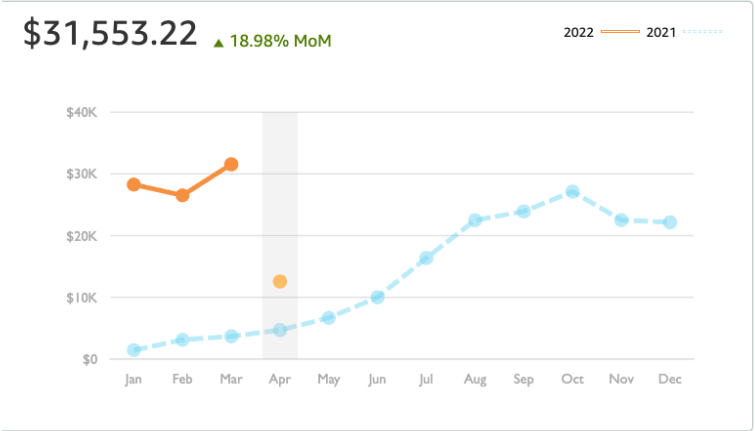 $31,553.22 ▲ 18.98% MoM
2022 2021
$40K
$30K
$20K
$10K
$0
Jan Feb Mar Apr May Jun Jul Aug Sep Oct Nov Dec